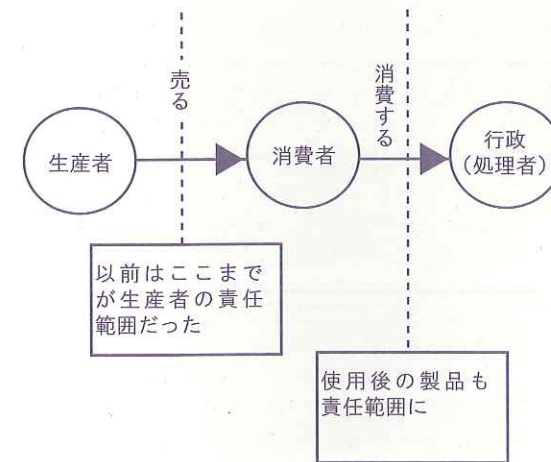 売る
消費する
生産者
消費者
行政
（処理者）
以前はここまで
が生産者の責任
範囲だった
使用後の製品も
責任範囲に